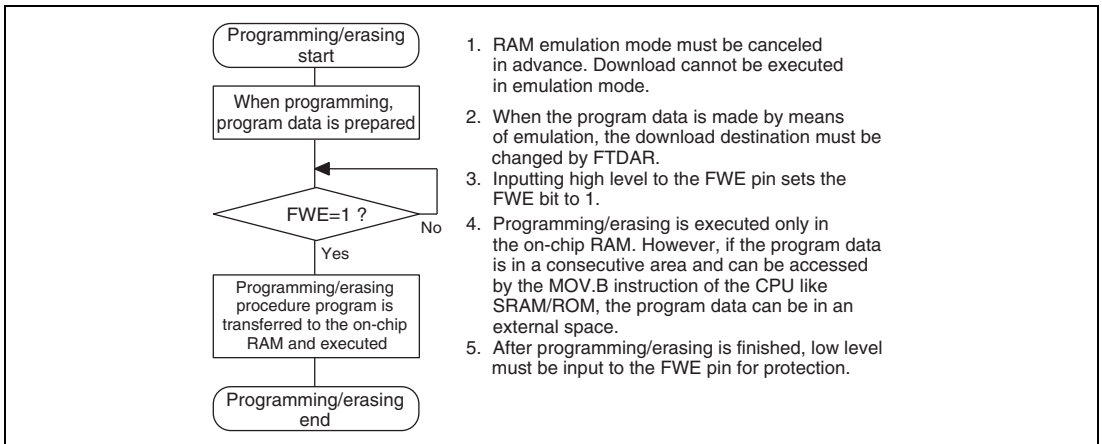 Programming/erasing
start
When programming,
program data is prepared
FWE=1 ?
No
Yes
Programming/erasing
procedure program is
transferred to the on-chip
RAM and executed
Programming/erasing
end
1. RAM emulation mode must be canceled
in advance. Download cannot be executed
in emulation mode.
2. When the program data is made by means
of emulation, the download destination must be
changed by FTDAR.
3. Inputting high level to the FWE pin sets the
FWE bit to 1.
4. Programming/erasing is executed only in
the on-chip RAM. However, if the program data
is in a consecutive area and can be accessed
by the MOV.B instruction of the CPU like
SRAM/ROM, the program data can be in an
external space.
5. After programming/erasing is finished, low level
must be input to the FWE pin for protection.